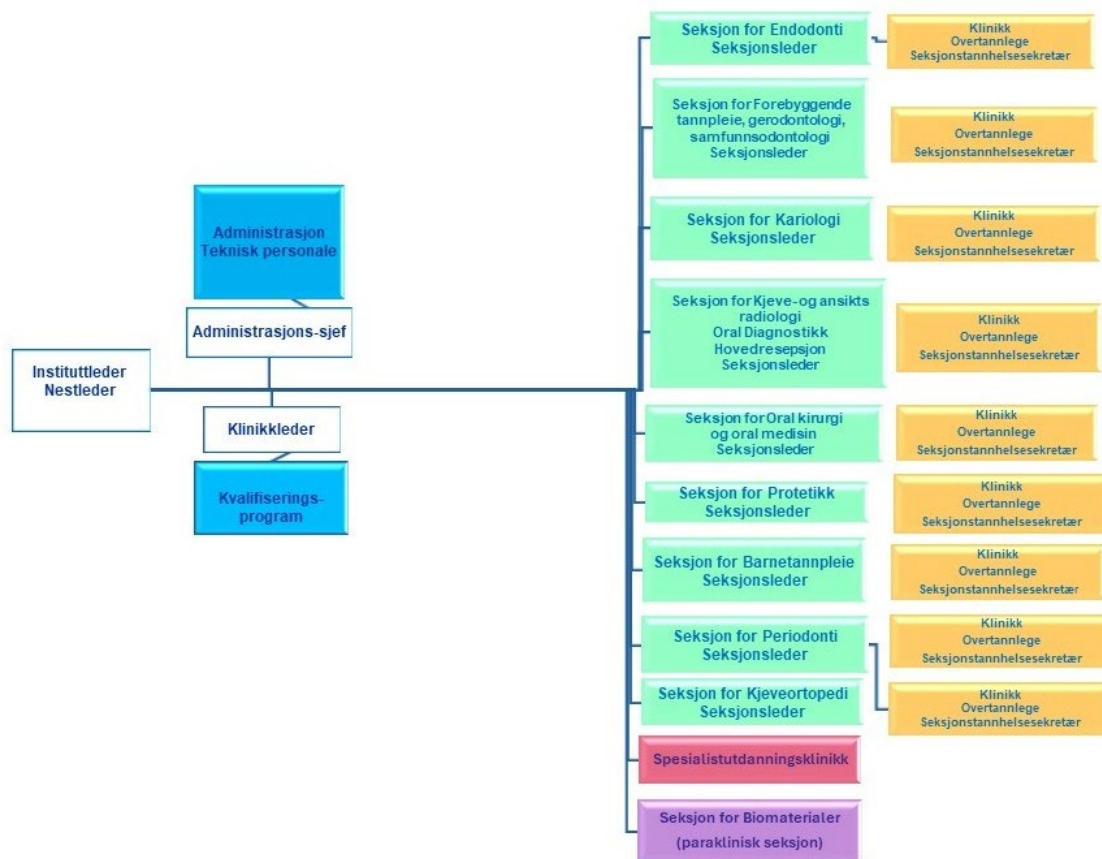 Instituttleder
Nestleder
Administrasjon
Teknisk personale
Administrasjons-sjef
Klinikkleder
Kvalifiserings-
program
Seksjon for Endodonti
Seksjonsleder
Klinikk
Overtannlege
Seksjonstannhelsesekretær
Seksjon for Forebyggende
tannpleie, gerodontologi,
samfunnsodontologi
Seksjonsleder
Klinikk
Overtannlege
Seksjonstannhelsesekretær
Seksjon for Kariologi
Seksjonsleder
Klinikk
Overtannlege
Seksjonstannhelsesekretær
Seksjon for Kjeve-og ansikts
radiologi
Oral Diagnostikk
Hovedresepsjon
Seksjonsleder
Klinikk
Overtannlege
Seksjonstannhelsesekretær
Seksjon for Oral kirurgi
og oral medisin
Seksjonsleder
Klinikk
Overtannlege
Seksjonstannhelsesekretær
Seksjon for Protetikk
Seksjonsleder
Klinikk
Overtannlege
Seksjonstannhelsesekretær
Seksjon for Barnetannpleie
Seksjonsleder
Klinikk
Overtannlege
Seksjonstannhelsesekretær
Seksjon for Periodonti
Seksjonsleder
Klinikk
Overtannlege
Seksjonstannhelsesekretær
Seksjon for Kjeveortopedi
Seksjonsleder
Klinikk
Overtannlege
Seksjonstannhelsesekretær
Spesialistutdanningsklinikk
Seksjon for Biomaterialer
(paraklinisk seksjon)